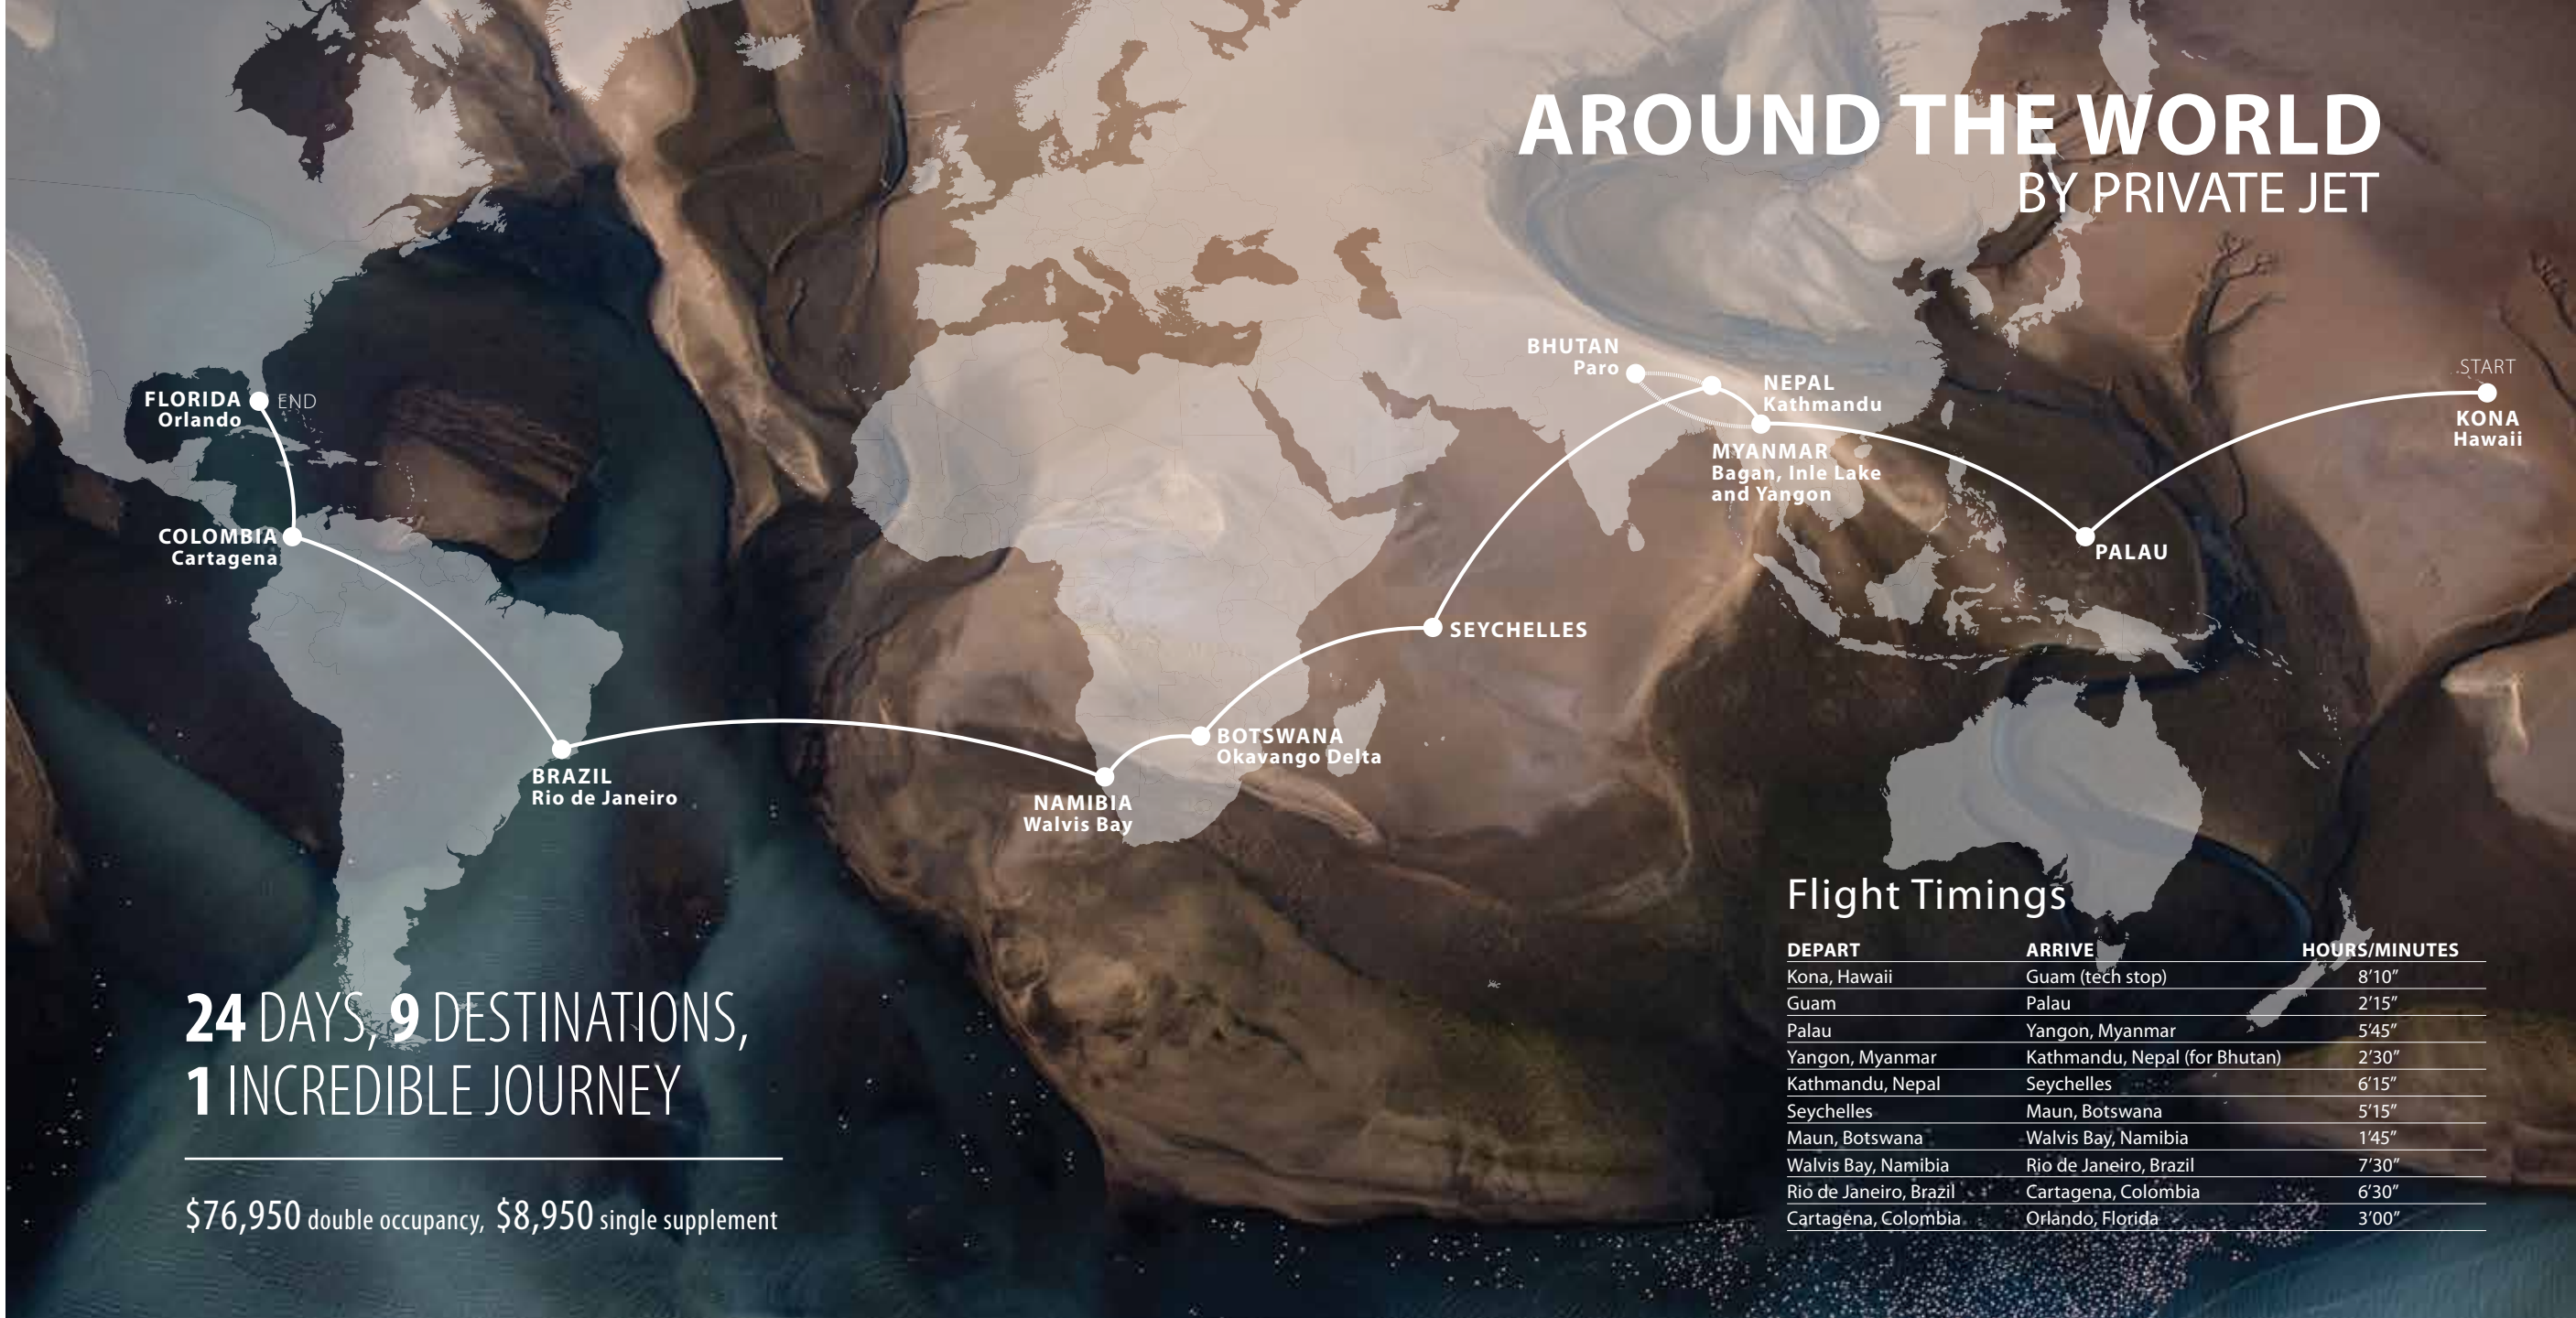 AROUND THE WORLD
BY PRIVATE JET
BHUTAN
Paro
NEPAL
Kathmandu
MYANMAR
Bagan, Inle Lake
and Yangon
START
KONA
Hawaii
PALAU
FLORIDA
Orlando
END
COLOMBIA
Cartagena
SEYCHELLES
BOTSWANA
Okavango Delta
BRAZIL
Rio de Janeiro
NAMIBIA
Walvis Bay
24 DAYS, 9 DESTINATIONS,
1 INCREDIBLE JOURNEY
$76,950 double occupancy, $8,950 single supplement
Flight Timings
DEPART ARRIVE HOURS/MINUTES
Kona, Hawaii Guam (tech stop) 8’10”
Guam Palau 2’15”
Palau Yangon, Myanmar 5’45”
Yangon, Myanmar Kathmandu, Nepal (for Bhutan) 2’30”
Kathmandu, Nepal Seychelles 6’15”
Seychelles Maun, Botswana 5’15”
Maun, Botswana Walvis Bay, Namibia 1’45”
Walvis Bay, Namibia Rio de Janeiro, Brazil 7’30”
Rio de Janeiro, Brazil Cartagena, Colombia 6’30”
Cartagena, Colombia Orlando, Florida 3’00”